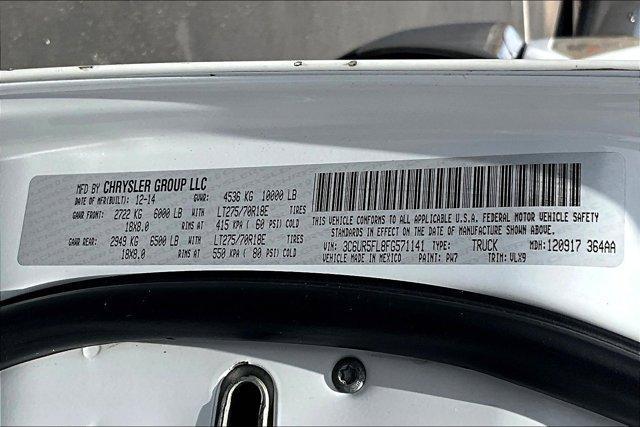 MFD BY CHRYSLER GROUP LLC
DATE OF MFR(BUILT): 12-14 GVWR: 4536 KG 10000 LB
GAWR FRONT: 2722 KG 6000 LB WITH LT275/70R18E TIRES
18X8.0 RIMS AT 415 KPA ( 60 PSI) COLD
GAWR REAR: 2949 KG 6500 LB WITH LT275/70R18E TIRES
18X8.0 RIMS AT 550 KPA ( 80 PSI) COLD
THIS VEHICLE CONFORMS TO ALL APPLICABLE U.S.A. FEDERAL MOTOR VEHICLE SAFETY
STANDARDS IN EFFECT ON THE DATE OF MANUFACTURE SHOWN ABOVE.
VIN: 3C6UR5FL0FG571141 TYPE: TRUCK MDH: 120917 364AA
VEHICLE MADE IN MEXICO PAINT: PW7 TRIM: VLX9